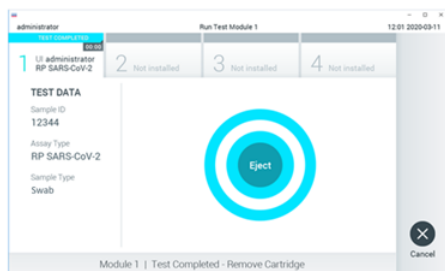 administrator Run Test Module 1 12:01 2020-03-11
TEST COMPLETED
00:00
1 UI administrator
RP SARS-CoV-2
2 Not installed
3 Not installed
4 Not installed
TEST DATA
Sample ID
12344
Assay Type
RP SARS-CoV-2
Sample Type
Swab
Eject
Cancel
Module 1 | Test Completed - Remove Cartridge